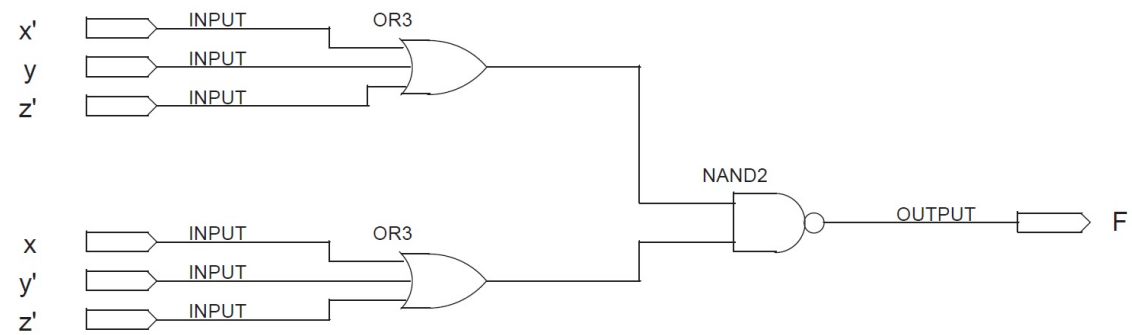 x' INPUT OR3
y INPUT
z' INPUT
NAND2
OUTPUT F
x INPUT OR3
y' INPUT
z' INPUT